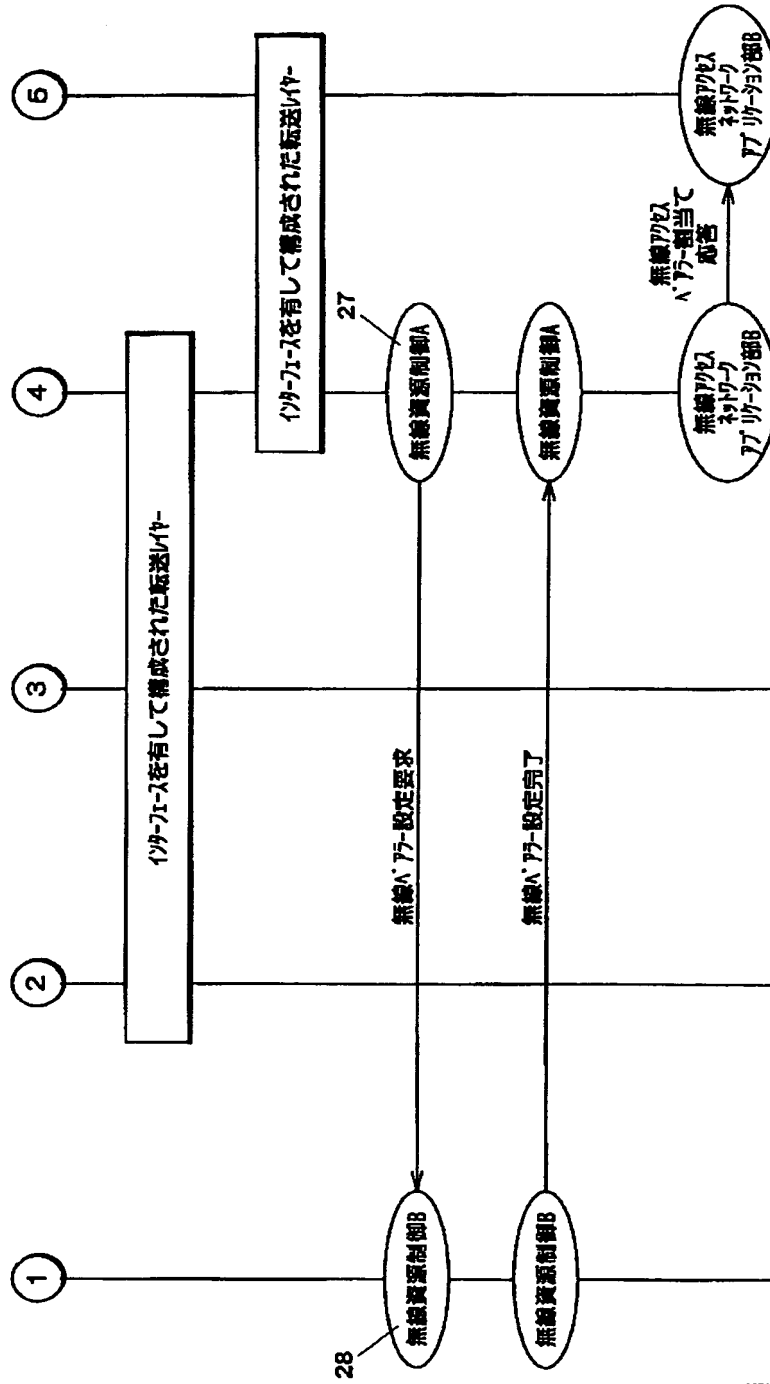 1
2
3
4
5
インターフェースを有して構成された転送レイヤー
インターフェースを有して構成された転送レイヤー
28
無線資源制御B
無線ベアラー設定要求
27
無線資源制御A
無線資源制御B
無線ベアラー設定完了
無線資源制御A
無線アクセス
ネットワーク
アプリケーション部B
無線アクセス
ベアラー割当て
応答
無線アクセス
ネットワーク
アプリケーション部B